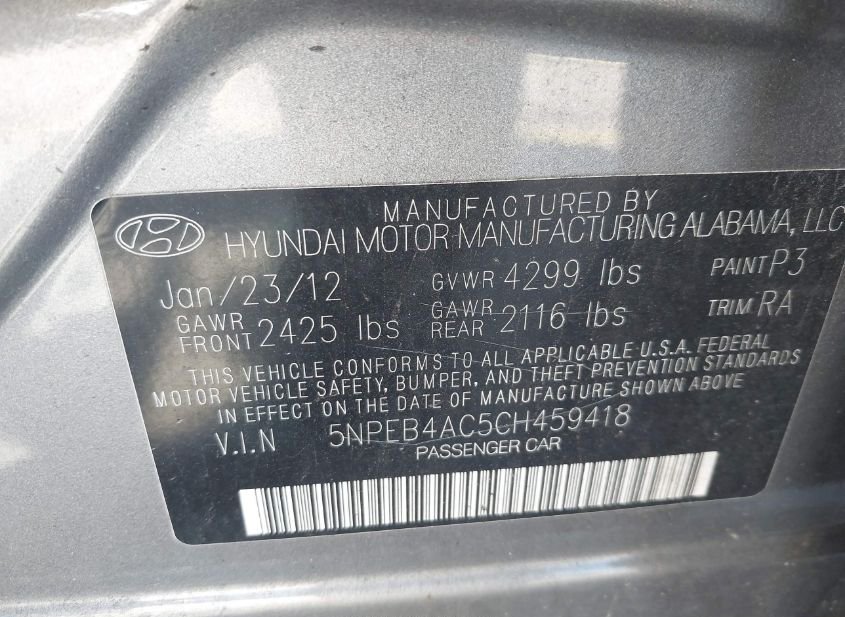 MANUFACTURED BY
HYUNDAI MOTOR MANUFACTURING ALABAMA, LLC
Jan/23/12 GVWR 4299 lbs PAINT P3
GAWR FRONT 2425 lbs GAWR REAR 2116 lbs TRIM RA
THIS VEHICLE CONFORMS TO ALL APPLICABLE U.S.A. FEDERAL
MOTOR VEHICLE SAFETY, BUMPER, AND THEFT PREVENTION STANDARDS
IN EFFECT ON THE DATE OF MANUFACTURE SHOWN ABOVE
V.I.N 5NPEB4AC5CH459418
PASSENGER CAR